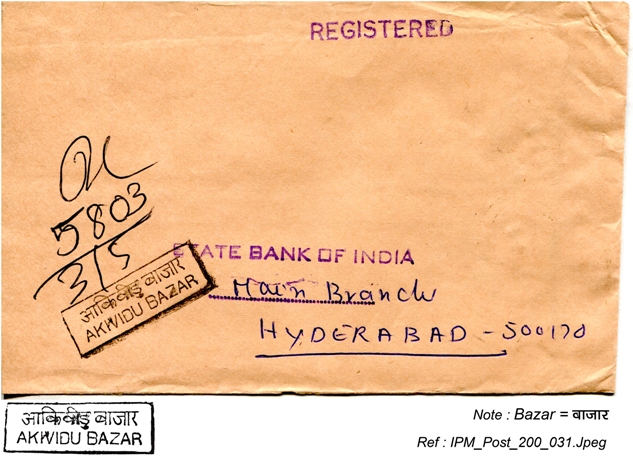 REGISTERED
5803
3/5
STATE BANK OF INDIA
Main Branch
HYDERABAD - 500170
आकिवीडु बाजार
AKIVIDU BAZAR
आकिवीडु बाजार
AKIVIDU BAZAR
Note : Bazar = बाजार
Ref : IPM_Post_200_031.Jpeg